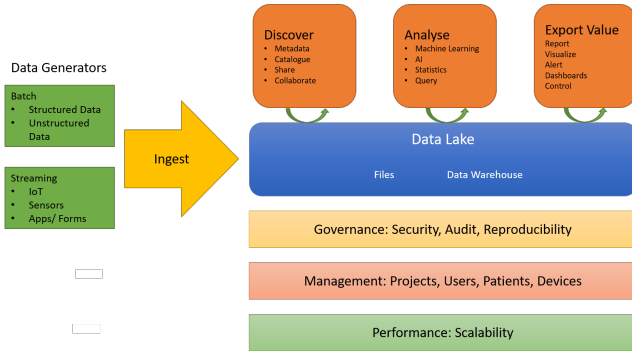 Data Generators
Batch
• Structured Data
• Unstructured
Data
Streaming
• IoT
• Sensors
• Apps/ Forms
Ingest
Discover
• Metadata
• Catalogue
• Share
• Collaborate
Analyse
• Machine Learning
• AI
• Statistics
• Query
Export Value
Report
Visualize
Alert
Dashboards
Control
Data Lake
Files
Data Warehouse
Governance: Security, Audit, Reproducibility
Management: Projects, Users, Patients, Devices
Performance: Scalability